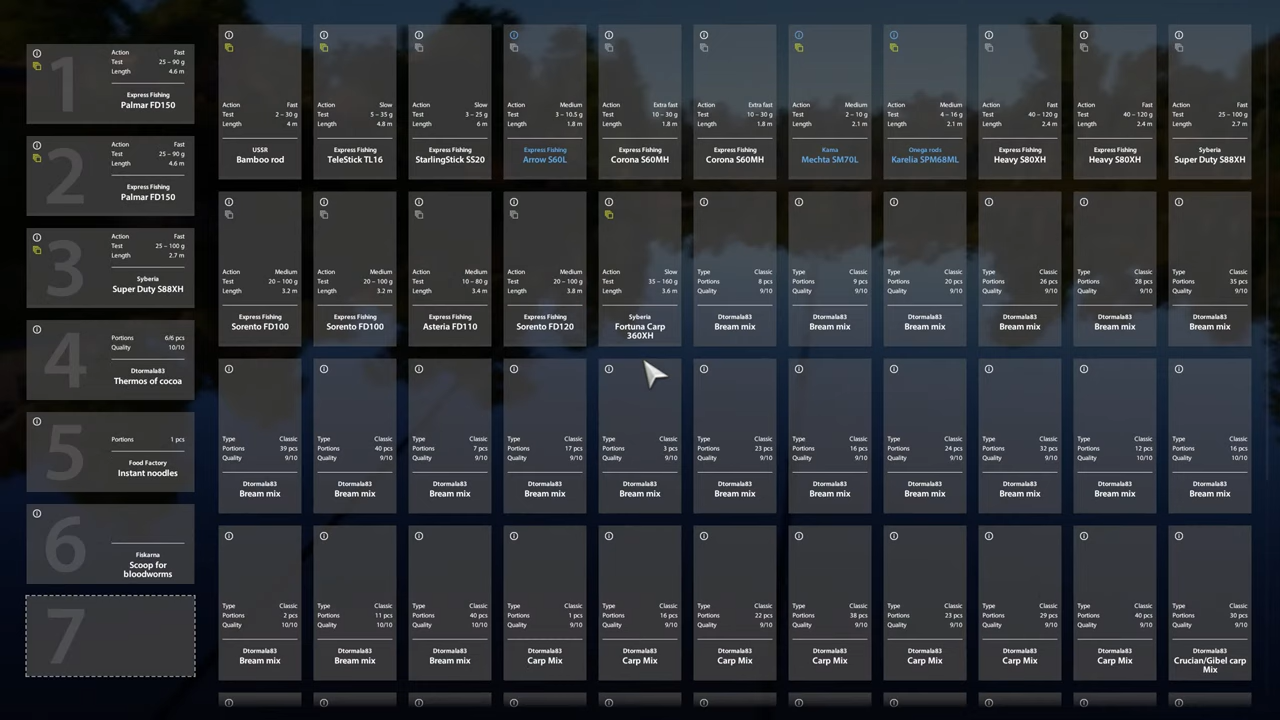 1
Action Fast
Test 25 – 90 g
Length 4.6 m
Express Fishing
Palmar FD150
2
Action Fast
Test 25 – 90 g
Length 4.6 m
Express Fishing
Palmar FD150
3
Action Fast
Test 25 – 100 g
Length 2.7 m
Syberia
Super Duty S88XH
4
Portions 6/6 pcs
Quality 10/10
Dtormala83
Thermos of cocoa
5
Portions 1 pcs
Food Factory
Instant noodles
6
Fiskarna
Scoop for
bloodworms
7
Action Fast
Test 2 – 30 g
Length 4 m
USSR
Bamboo rod
Action Slow
Test 5 – 35 g
Length 4.8 m
Express Fishing
TeleStick TL16
Action Slow
Test 3 – 25 g
Length 6 m
Express Fishing
StarlingStick SS20
Action Medium
Test 3 – 10.5 g
Length 1.8 m
Express Fishing
Arrow S60L
Action Extra fast
Test 10 – 30 g
Length 1.8 m
Express Fishing
Corona S60MH
Action Extra fast
Test 10 – 30 g
Length 1.8 m
Express Fishing
Corona S60MH
Action Medium
Test 2 – 10 g
Length 2.1 m
Kama
Mechta SM70L
Action Medium
Test 4 – 16 g
Length 2.1 m
Onega rods
Karelia SPM68ML
Action Fast
Test 40 – 120 g
Length 2.4 m
Express Fishing
Heavy S80XH
Action Fast
Test 40 – 120 g
Length 2.4 m
Express Fishing
Heavy S80XH
Action Fast
Test 25 – 100 g
Length 2.7 m
Syberia
Super Duty S88XH
Action Medium
Test 20 – 100 g
Length 3.2 m
Express Fishing
Sorento FD100
Action Medium
Test 20 – 100 g
Length 3.2 m
Express Fishing
Sorento FD100
Action Medium
Test 10 – 80 g
Length 3.4 m
Express Fishing
Asteria FD110
Action Medium
Test 20 – 100 g
Length 3.8 m
Express Fishing
Sorento FD120
Action Slow
Test 35 – 160 g
Length 3.6 m
Syberia
Fortuna Carp
360XH
Type Classic
Portions 8 pcs
Quality 9/10
Dtormala83
Bream mix
Type Classic
Portions 9 pcs
Quality 9/10
Dtormala83
Bream mix
Type Classic
Portions 20 pcs
Quality 9/10
Dtormala83
Bream mix
Type Classic
Portions 26 pcs
Quality 9/10
Dtormala83
Bream mix
Type Classic
Portions 28 pcs
Quality 9/10
Dtormala83
Bream mix
Type Classic
Portions 35 pcs
Quality 9/10
Dtormala83
Bream mix
Type Classic
Portions 39 pcs
Quality 9/10
Dtormala83
Bream mix
Type Classic
Portions 40 pcs
Quality 9/10
Dtormala83
Bream mix
Type Classic
Portions 7 pcs
Quality 9/10
Dtormala83
Bream mix
Type Classic
Portions 17 pcs
Quality 9/10
Dtormala83
Bream mix
Type Classic
Portions 3 pcs
Quality 9/10
Dtormala83
Bream mix
Type Classic
Portions 23 pcs
Quality 9/10
Dtormala83
Bream mix
Type Classic
Portions 16 pcs
Quality 9/10
Dtormala83
Bream mix
Type Classic
Portions 24 pcs
Quality 9/10
Dtormala83
Bream mix
Type Classic
Portions 32 pcs
Quality 9/10
Dtormala83
Bream mix
Type Classic
Portions 12 pcs
Quality 10/10
Dtormala83
Bream mix
Type Classic
Portions 16 pcs
Quality 10/10
Dtormala83
Bream mix
Type Classic
Portions 2 pcs
Quality 10/10
Dtormala83
Bream mix
Type Classic
Portions 11 pcs
Quality 10/10
Dtormala83
Bream mix
Type Classic
Portions 40 pcs
Quality 10/10
Dtormala83
Bream mix
Type Classic
Portions 1 pcs
Quality 9/10
Dtormala83
Carp Mix
Type Classic
Portions 16 pcs
Quality 9/10
Dtormala83
Carp Mix
Type Classic
Portions 22 pcs
Quality 9/10
Dtormala83
Carp Mix
Type Classic
Portions 38 pcs
Quality 9/10
Dtormala83
Carp Mix
Type Classic
Portions 23 pcs
Quality 9/10
Dtormala83
Carp Mix
Type Classic
Portions 29 pcs
Quality 9/10
Dtormala83
Carp Mix
Type Classic
Portions 40 pcs
Quality 9/10
Dtormala83
Carp Mix
Type Classic
Portions 30 pcs
Quality 9/10
Dtormala83
Crucian/Gibel carp
Mix